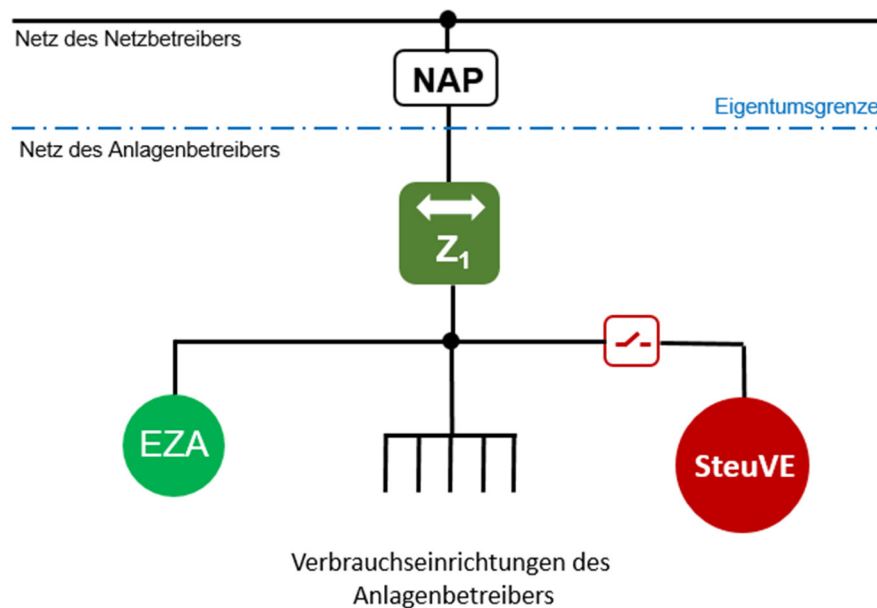 Netz des Netzbetreibers
NAP
Eigentumsgrenze
Netz des Anlagenbetreibers
Z₁
EZA
SteuVE
Verbrauchseinrichtungen des
Anlagenbetreibers